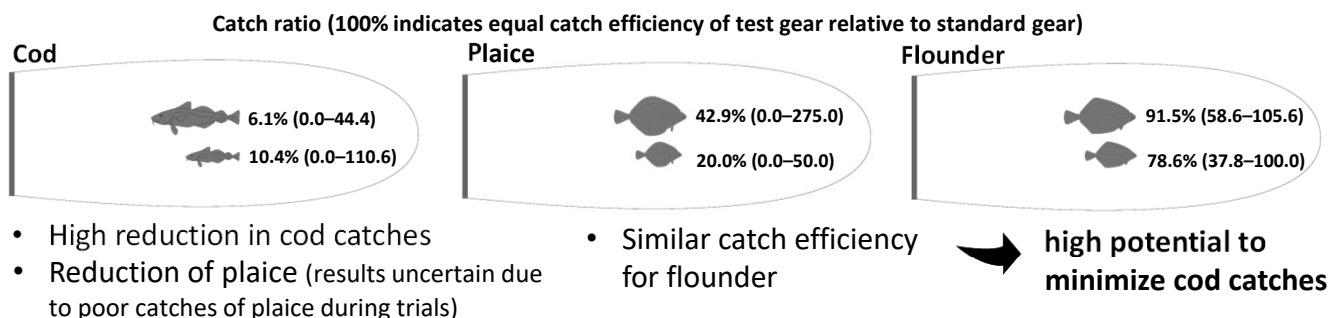 Catch ratio (100% indicates equal catch efficiency of test gear relative to standard gear)
Cod
6.1% (0.0–44.4)
10.4% (0.0–110.6)
Plaice
42.9% (0.0–275.0)
20.0% (0.0–50.0)
Flounder
91.5% (58.6–105.6)
78.6% (37.8–100.0)
• High reduction in cod catches
• Reduction of plaice (results uncertain due
to poor catches of plaice during trials)
• Similar catch efficiency
for flounder
high potential to
minimize cod catches